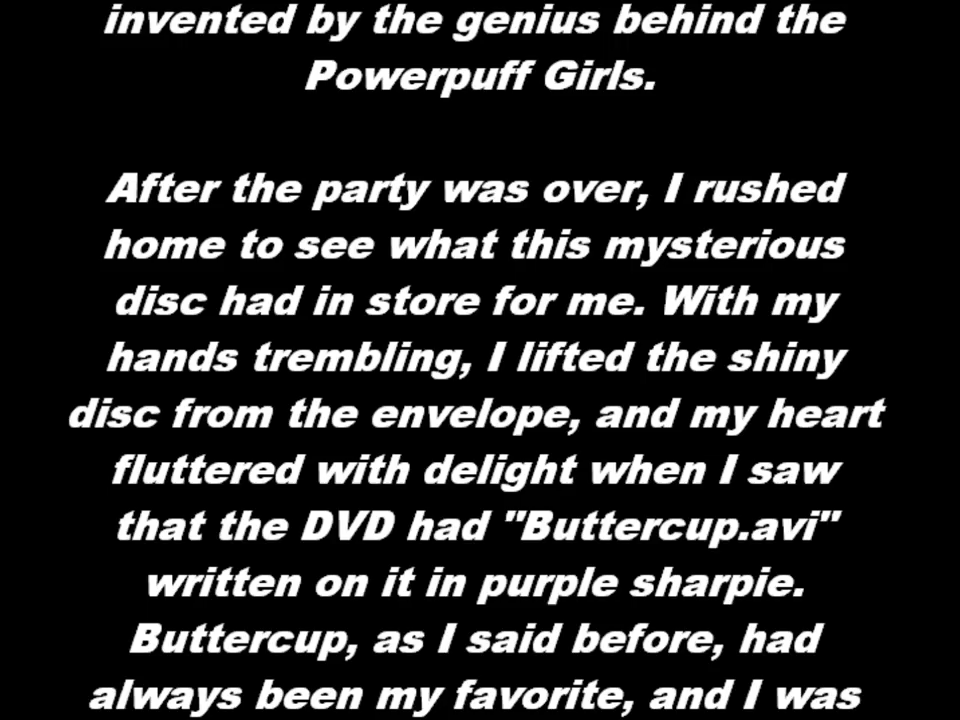 invented by the genius behind the
Powerpuff Girls.
After the party was over, I rushed
home to see what this mysterious
disc had in store for me. With my
hands trembling, I lifted the shiny
disc from the envelope, and my heart
fluttered with delight when I saw
that the DVD had "Buttercup.avi"
written on it in purple sharpie.
Buttercup, as I said before, had
always been my favorite, and I was